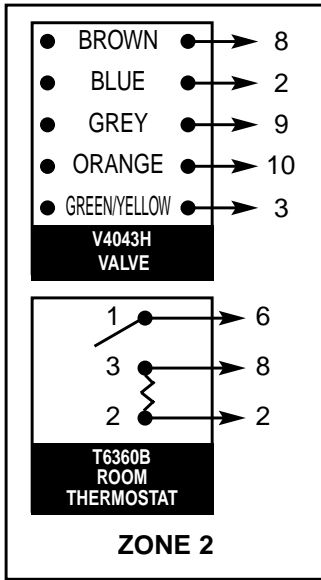 BROWN 8
BLUE 2
GREY 9
ORANGE 10
GREEN/YELLOW 3
V4043H
VALVE
1 6
3 8
2 2
T6360B
ROOM
THERMOSTAT
ZONE 2